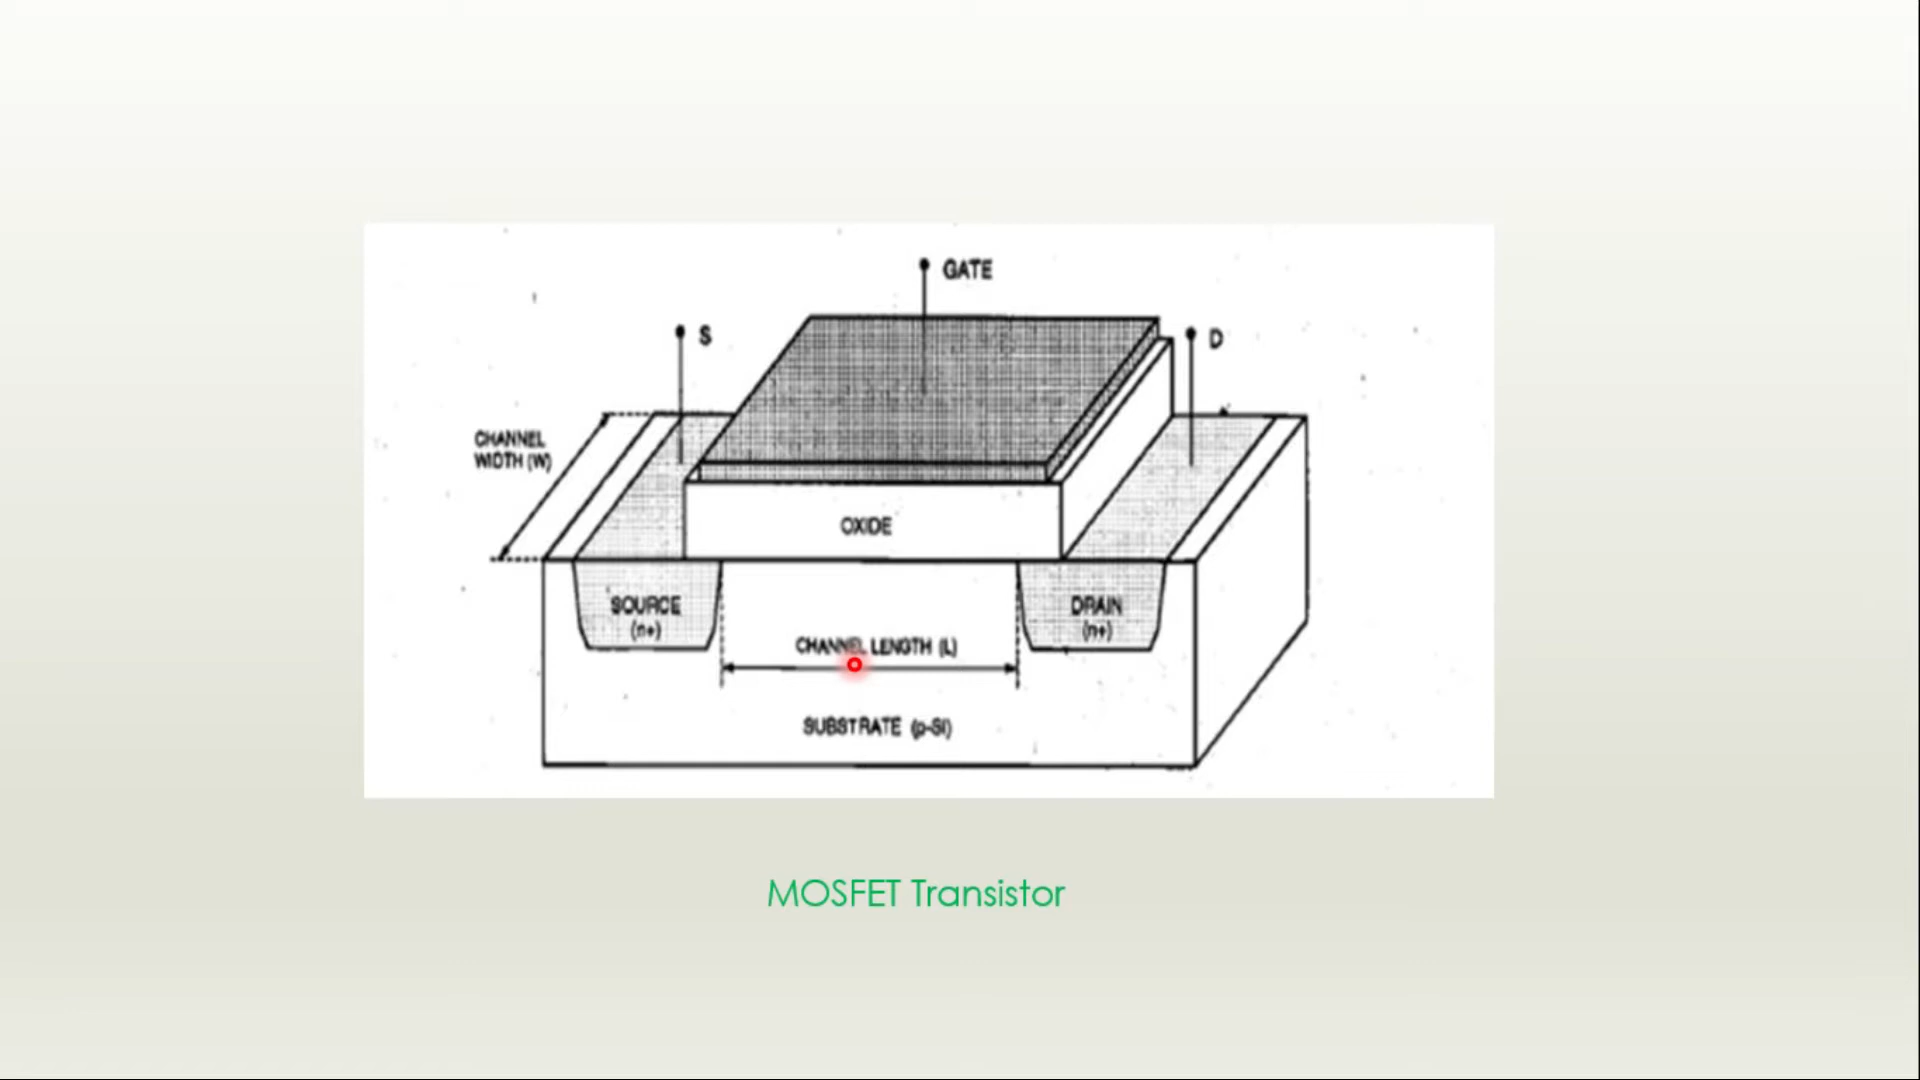 GATE
S
D
CHANNEL
WIDTH (W)
OXIDE
SOURCE
(n+)
DRAIN
(n+)
CHANNEL LENGTH (L)
SUBSTRATE (p-Si)
MOSFET Transistor